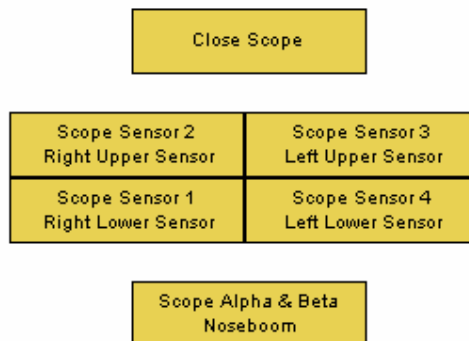 Close Scope
Scope Sensor 2
Right Upper Sensor
Scope Sensor 3
Left Upper Sensor
Scope Sensor 1
Right Lower Sensor
Scope Sensor 4
Left Lower Sensor
Scope Alpha & Beta
Noseboom